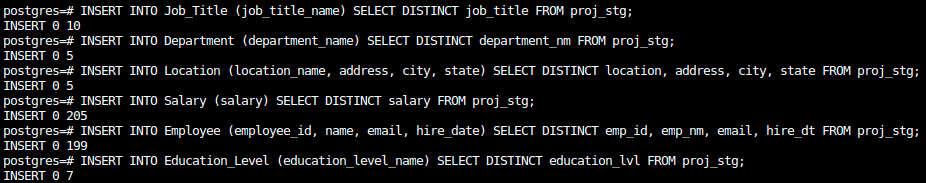 postgres=# INSERT INTO Job_Title (job_title_name) SELECT DISTINCT job_title FROM proj_stg;
INSERT 0 10
postgres=# INSERT INTO Department (department_name) SELECT DISTINCT department_nm FROM proj_stg;
INSERT 0 5
postgres=# INSERT INTO Location (location_name, address, city, state) SELECT DISTINCT location, address, city, state FROM proj_stg;
INSERT 0 5
postgres=# INSERT INTO Salary (salary) SELECT DISTINCT salary FROM proj_stg;
INSERT 0 205
postgres=# INSERT INTO Employee (employee_id, name, email, hire_date) SELECT DISTINCT emp_id, emp_nm, email, hire_dt FROM proj_stg;
INSERT 0 199
postgres=# INSERT INTO Education_Level (education_level_name) SELECT DISTINCT education_lvl FROM proj_stg;
INSERT 0 7